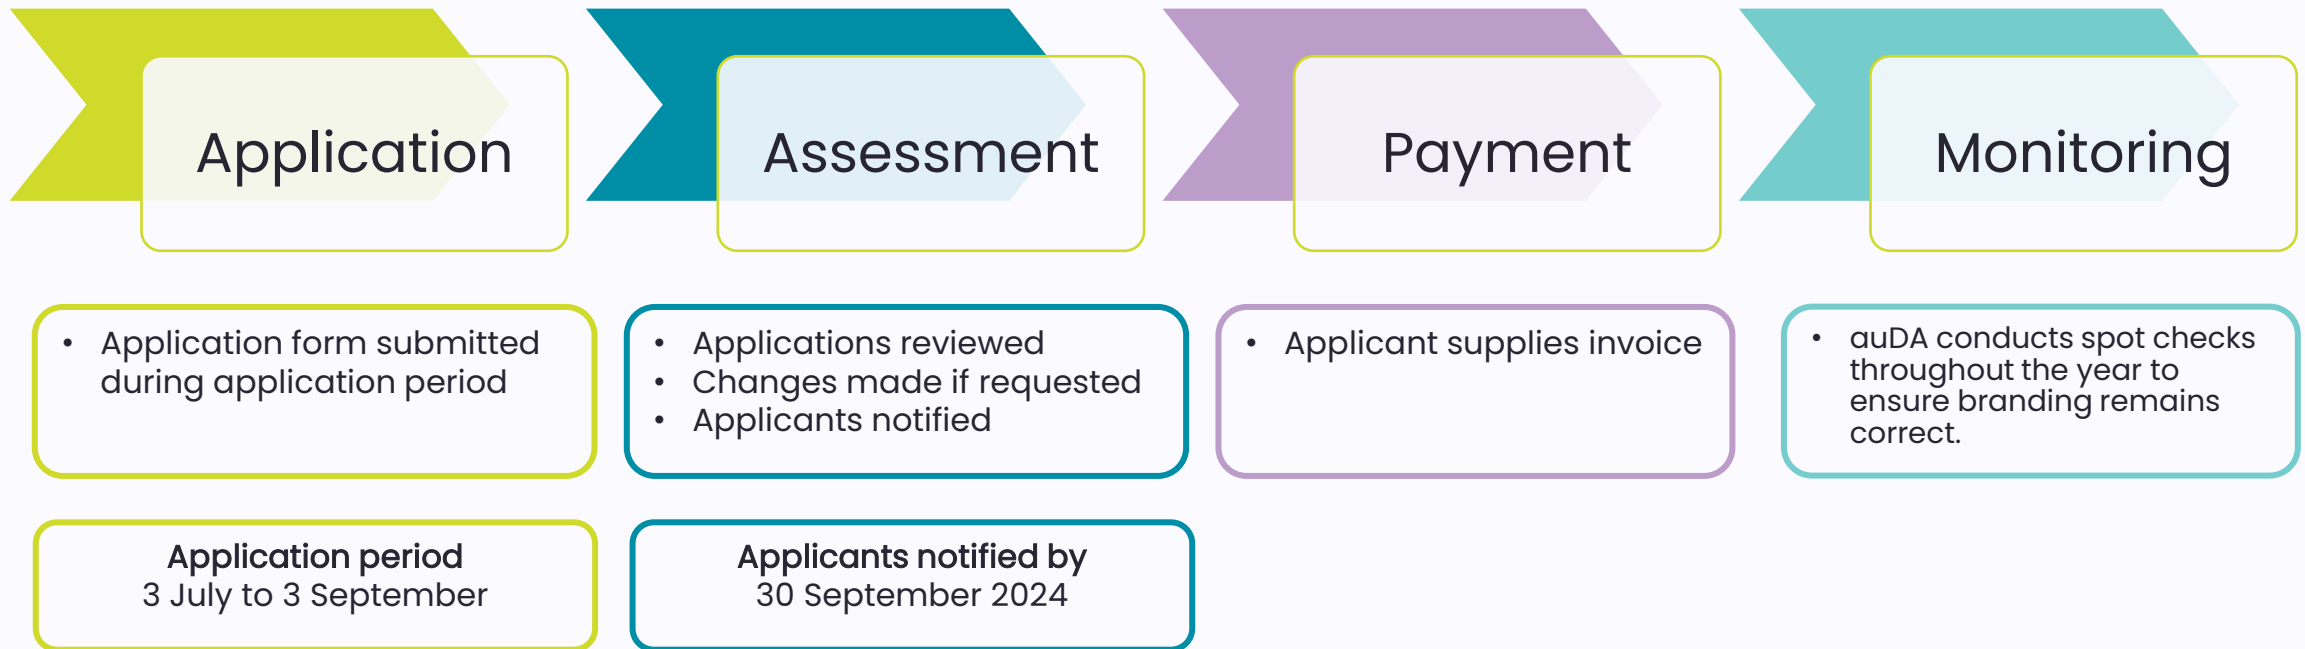 Application
Assessment
Payment
Monitoring
• Application form submitted
during application period
• Applications reviewed
• Changes made if requested
• Applicants notified
• Applicant supplies invoice
• auDA conducts spot checks
throughout the year to
ensure branding remains
correct.
Application period
3 July to 3 September
Applicants notified by
30 September 2024